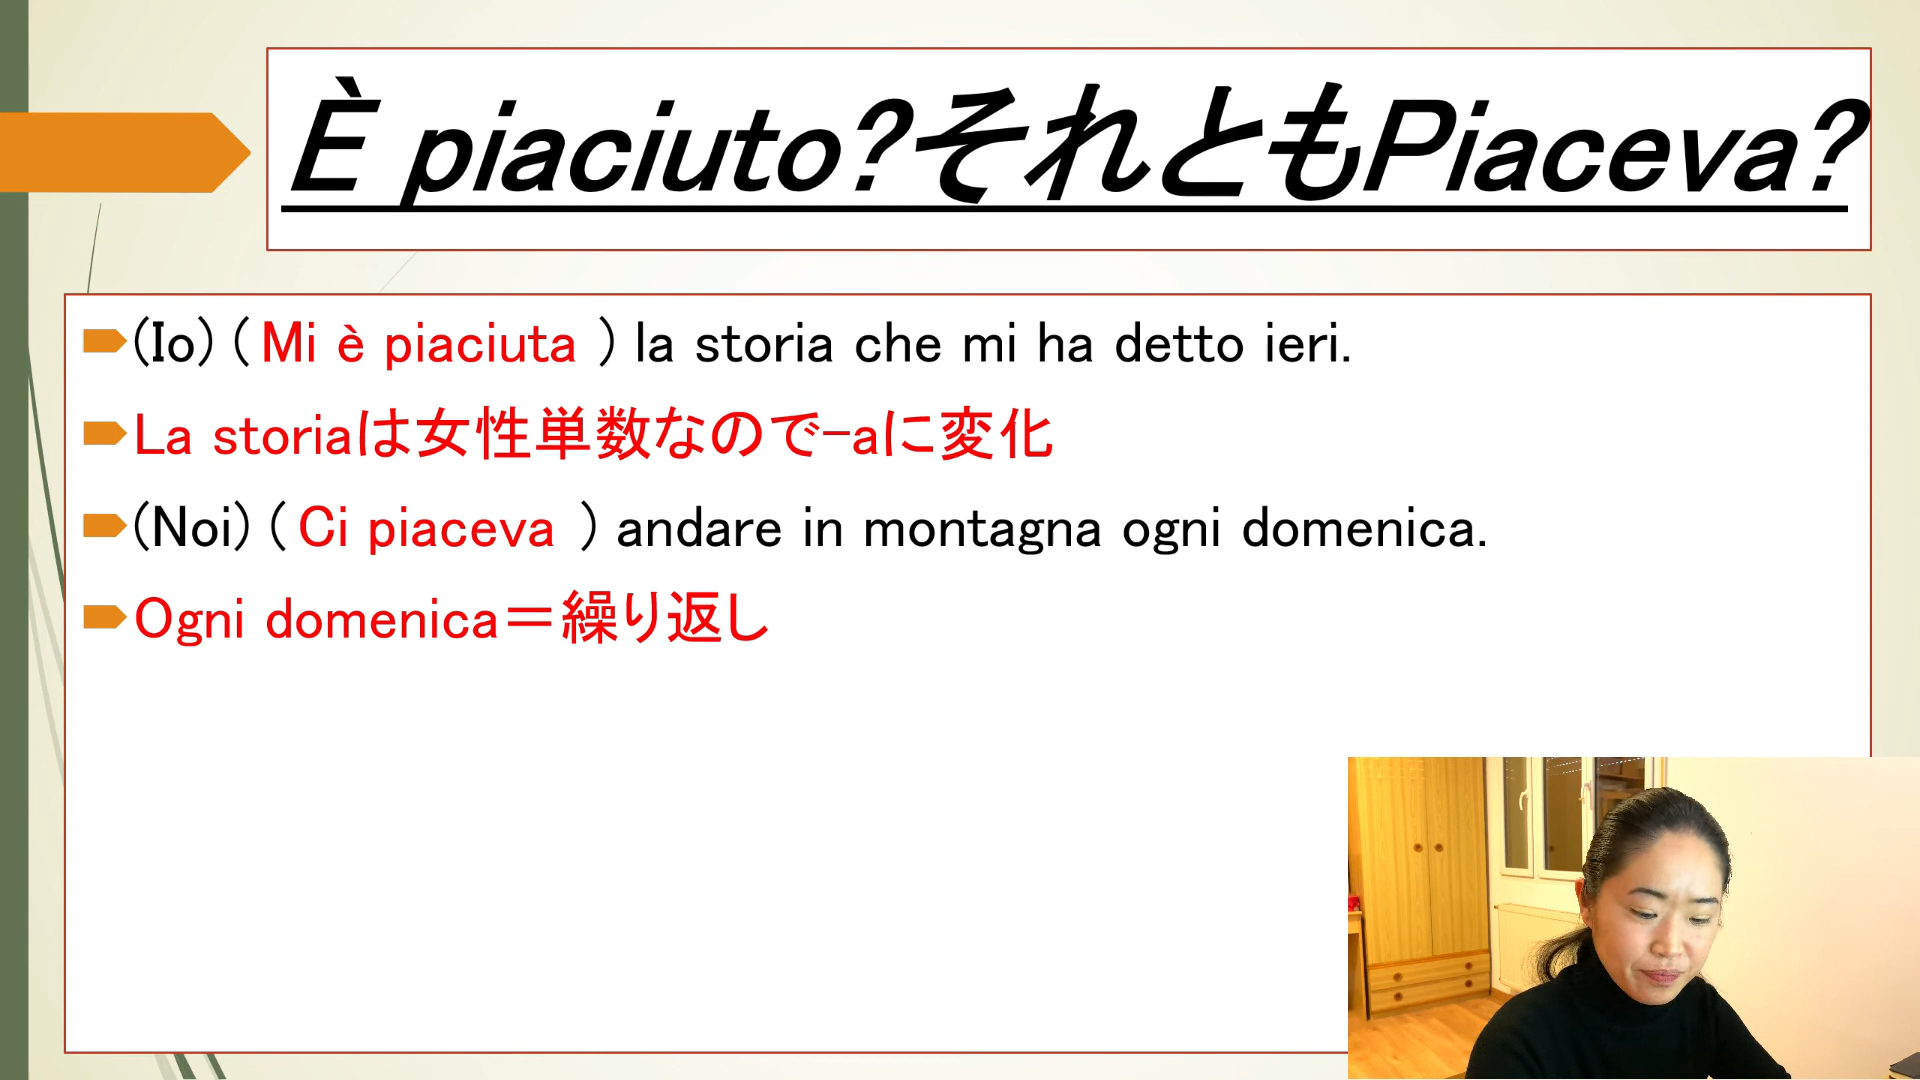 È piaciuto?それともPiaceva?
(Io)( Mi è piaciuta ) la storia che mi ha detto ieri.
La storiaは女性単数なので-aに変化
(Noi)( Ci piaceva ) andare in montagna ogni domenica.
Ogni domenica=繰り返し